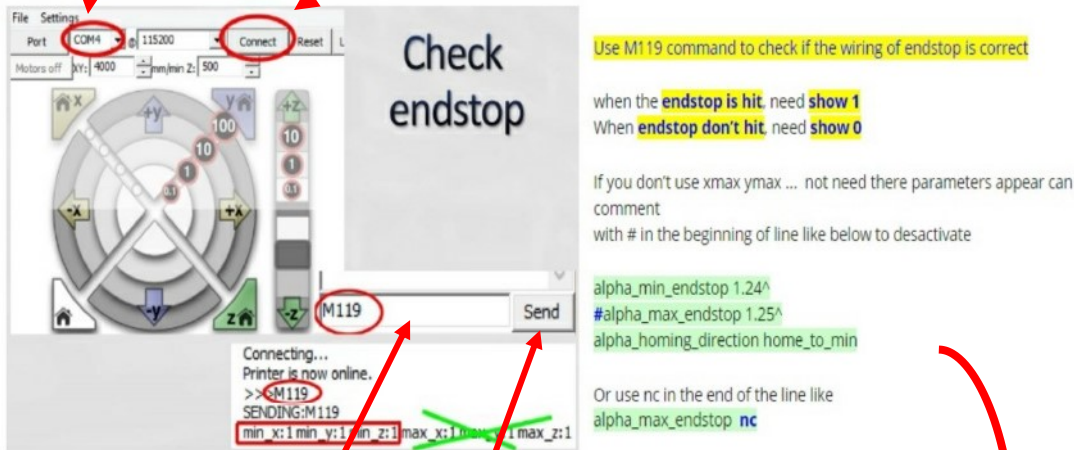 File Settings
Port COM4 @ 115200 Connect Reset
Motors off XY: 4000 mm/min Z: 500
x
y
+y
100
10
1
0.1
-x
+x
-y
z
+z
10
1
0.1
-z
Check
endstop
M119
Send
Connecting...
Printer is now online.
>>>M119
SENDING:M119
min_x:1 min_y:1 min_z:1 max_x:1 max_y:1 max_z:1
Use M119 command to check if the wiring of endstop is correct
when the endstop is hit, need show 1
When endstop don't hit, need show 0
If you don't use xmax ymax ... not need there parameters appear can
comment
with # in the beginning of line like below to desactivate
alpha_min_endstop 1.24^
#alpha_max_endstop 1.25^
alpha_homing_direction home_to_min
Or use nc in the end of the line like
alpha_max_endstop nc